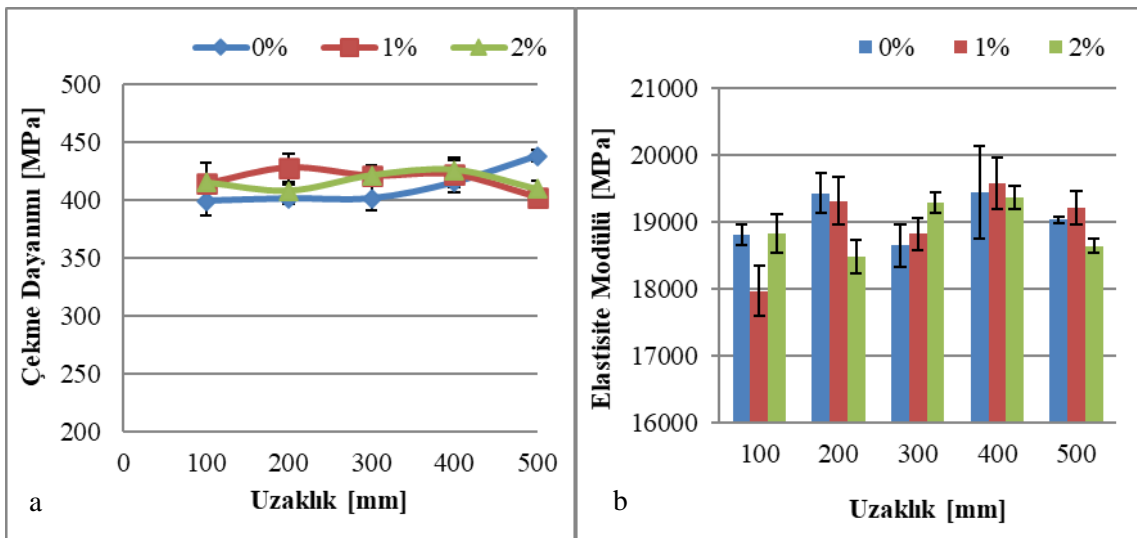 0% 1% 2%
Çekme Dayanımı [MPa]
500
450
400
350
300
250
200
0 100 200 300 400 500
Uzaklık [mm]
a
0% 1% 2%
Elastisite Modülü [MPa]
21000
20000
19000
18000
17000
16000
100 200 300 400 500
Uzaklık [mm]
b